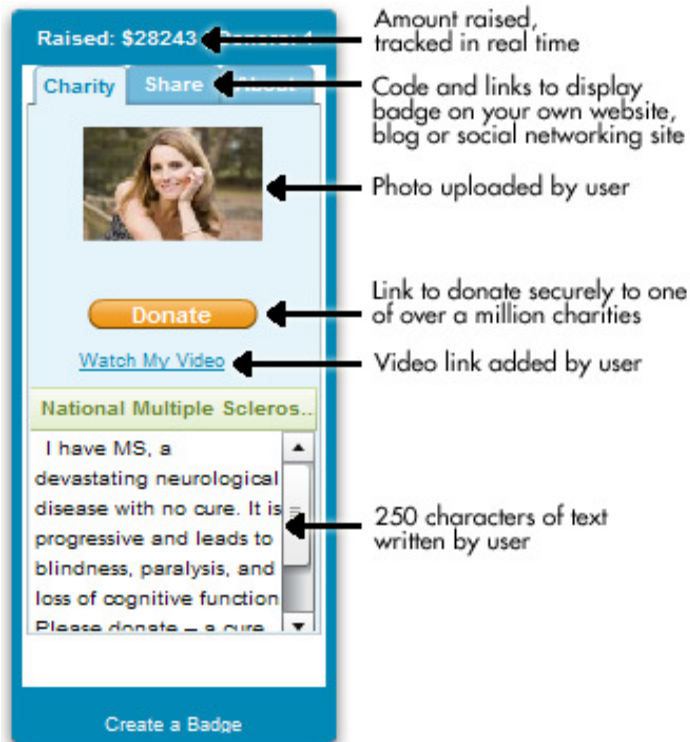 Raised: $28243
Amount raised,
tracked in real time
Charity Share About
Code and links to display
badge on your own website,
blog or social networking site
Photo uploaded by user
Donate
Link to donate securely to one
of over a million charities
Watch My Video
Video link added by user
National Multiple Scleros...
I have MS, a
devastating neurological
disease with no cure. It is
progressive and leads to
blindness, paralysis, and
loss of cognitive function
Please donate – a cure
250 characters of text
written by user
Create a Badge